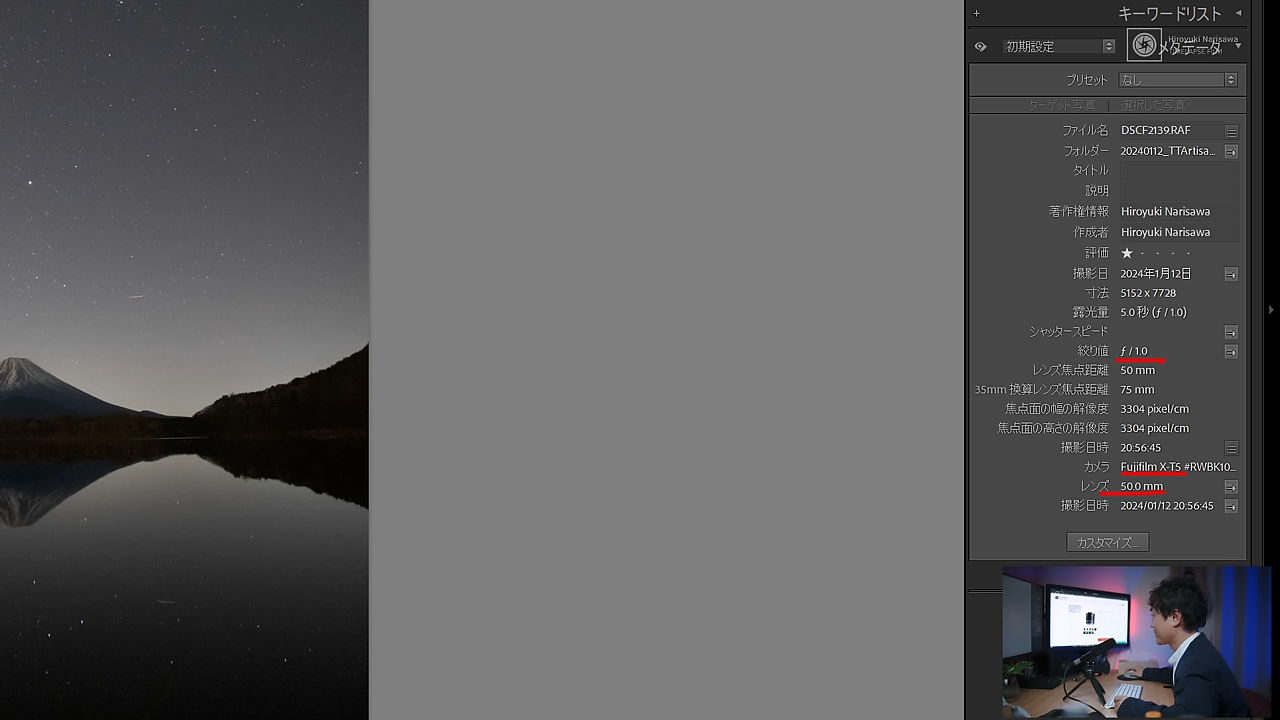 + キーワードリスト
初期設定 メタデータ
Hiroyuki Narisawa
プリセット なし
ターゲット写真 | 選択した写真
ファイル名 DSCF2139.RAF
フォルダー 20240112_TTArtisa...
タイトル
説明
著作権情報 Hiroyuki Narisawa
作成者 Hiroyuki Narisawa
評価 ★ · · · ·
撮影日 2024年1月12日
寸法 5152 x 7728
露光量 5.0 秒 (ƒ / 1.0)
シャッタースピード
絞り値 ƒ / 1.0
レンズ焦点距離 50 mm
35mm 換算レンズ焦点距離 75 mm
焦点面の幅の解像度 3304 pixel/cm
焦点面の高さの解像度 3304 pixel/cm
撮影日時 20:56:45
カメラ Fujifilm X-T5 #RWBK10...
レンズ 50.0 mm
撮影日時 2024/01/12 20:56:45
カスタマイズ...